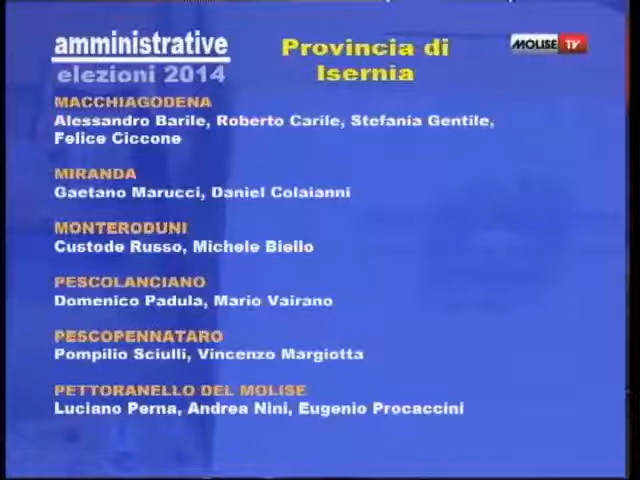 amministrative
elezioni 2014
Provincia di
Isernia
MOLISE TV
MACCHIAGODENA
Alessandro Barile, Roberto Carile, Stefania Gentile,
Felice Ciccone
MIRANDA
Gaetano Marucci, Daniel Colaianni
MONTERODUNI
Custode Russo, Michele Biello
PESCOLANCIANO
Domenico Padula, Mario Vairano
PESCOPENNATARO
Pompilio Sciulli, Vincenzo Margiotta
PETTORANELLO DEL MOLISE
Luciano Perna, Andrea Nini, Eugenio Procaccini